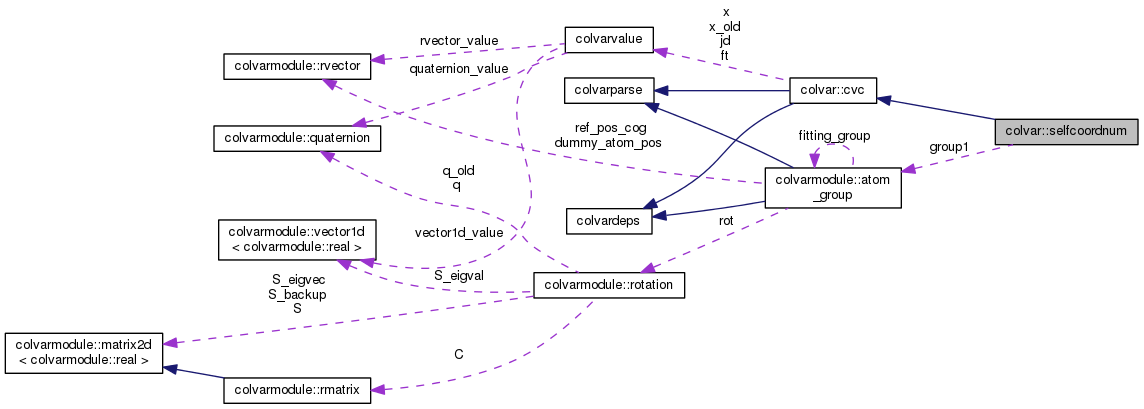 x
x_old
jd
ft
colvarvalue
rvector_value
colvarmodule::rvector
quaternion_value
colvarparse
colvar::cvc
colvar::selfcoordnum
ref_pos_cog
dummy_atom_pos
fitting_group
colvarmodule::quaternion
group1
q_old
q
colvarmodule::atom
_group
colvardeps
rot
colvarmodule::vector1d
< colvarmodule::real >
vector1d_value
S_eigval
colvarmodule::rotation
S_eigvec
S_backup
S
colvarmodule::matrix2d
< colvarmodule::real >
C
colvarmodule::rmatrix